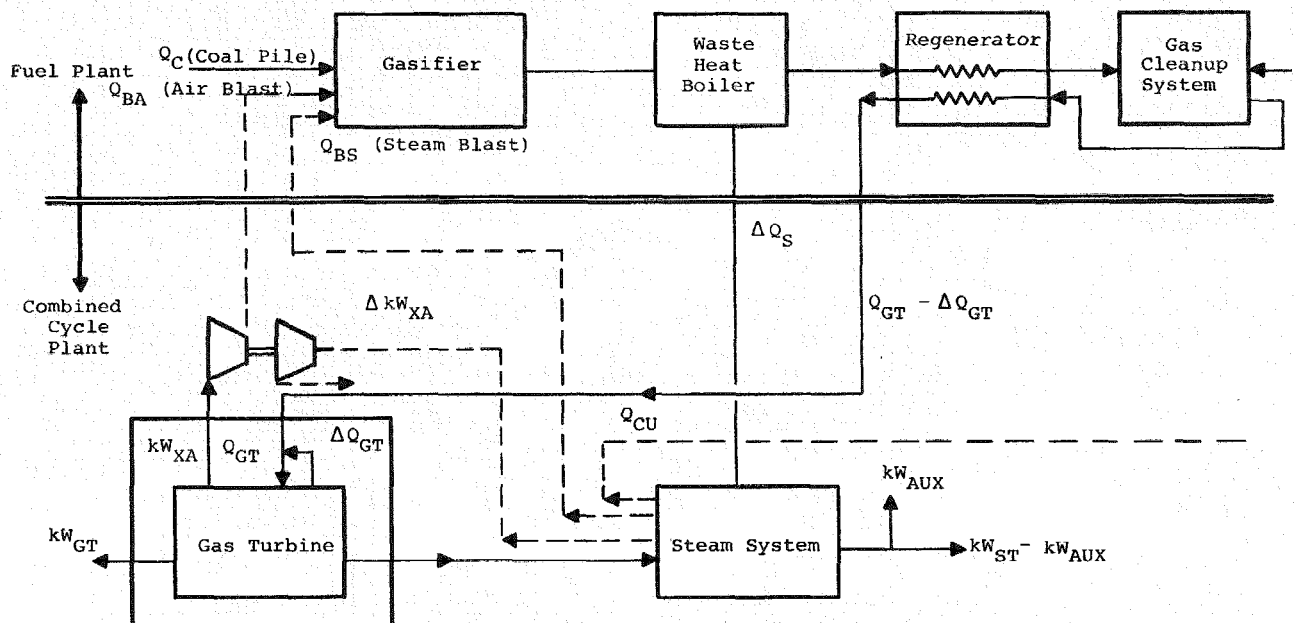 Q_C (Coal Pile)
Fuel Plant
Q_BA (Air Blast)
Gasifier
Q_BS (Steam Blast)
Waste
Heat
Boiler
Regenerator
Gas
Cleanup
System
ΔQ_S
Combined
Cycle
Plant
ΔkW_XA
Q_GT - ΔQ_GT
kW_XA
Q_GT
ΔQ_GT
Q_CU
kW_AUX
kW_GT
Gas Turbine
Steam System
kW_ST - kW_AUX